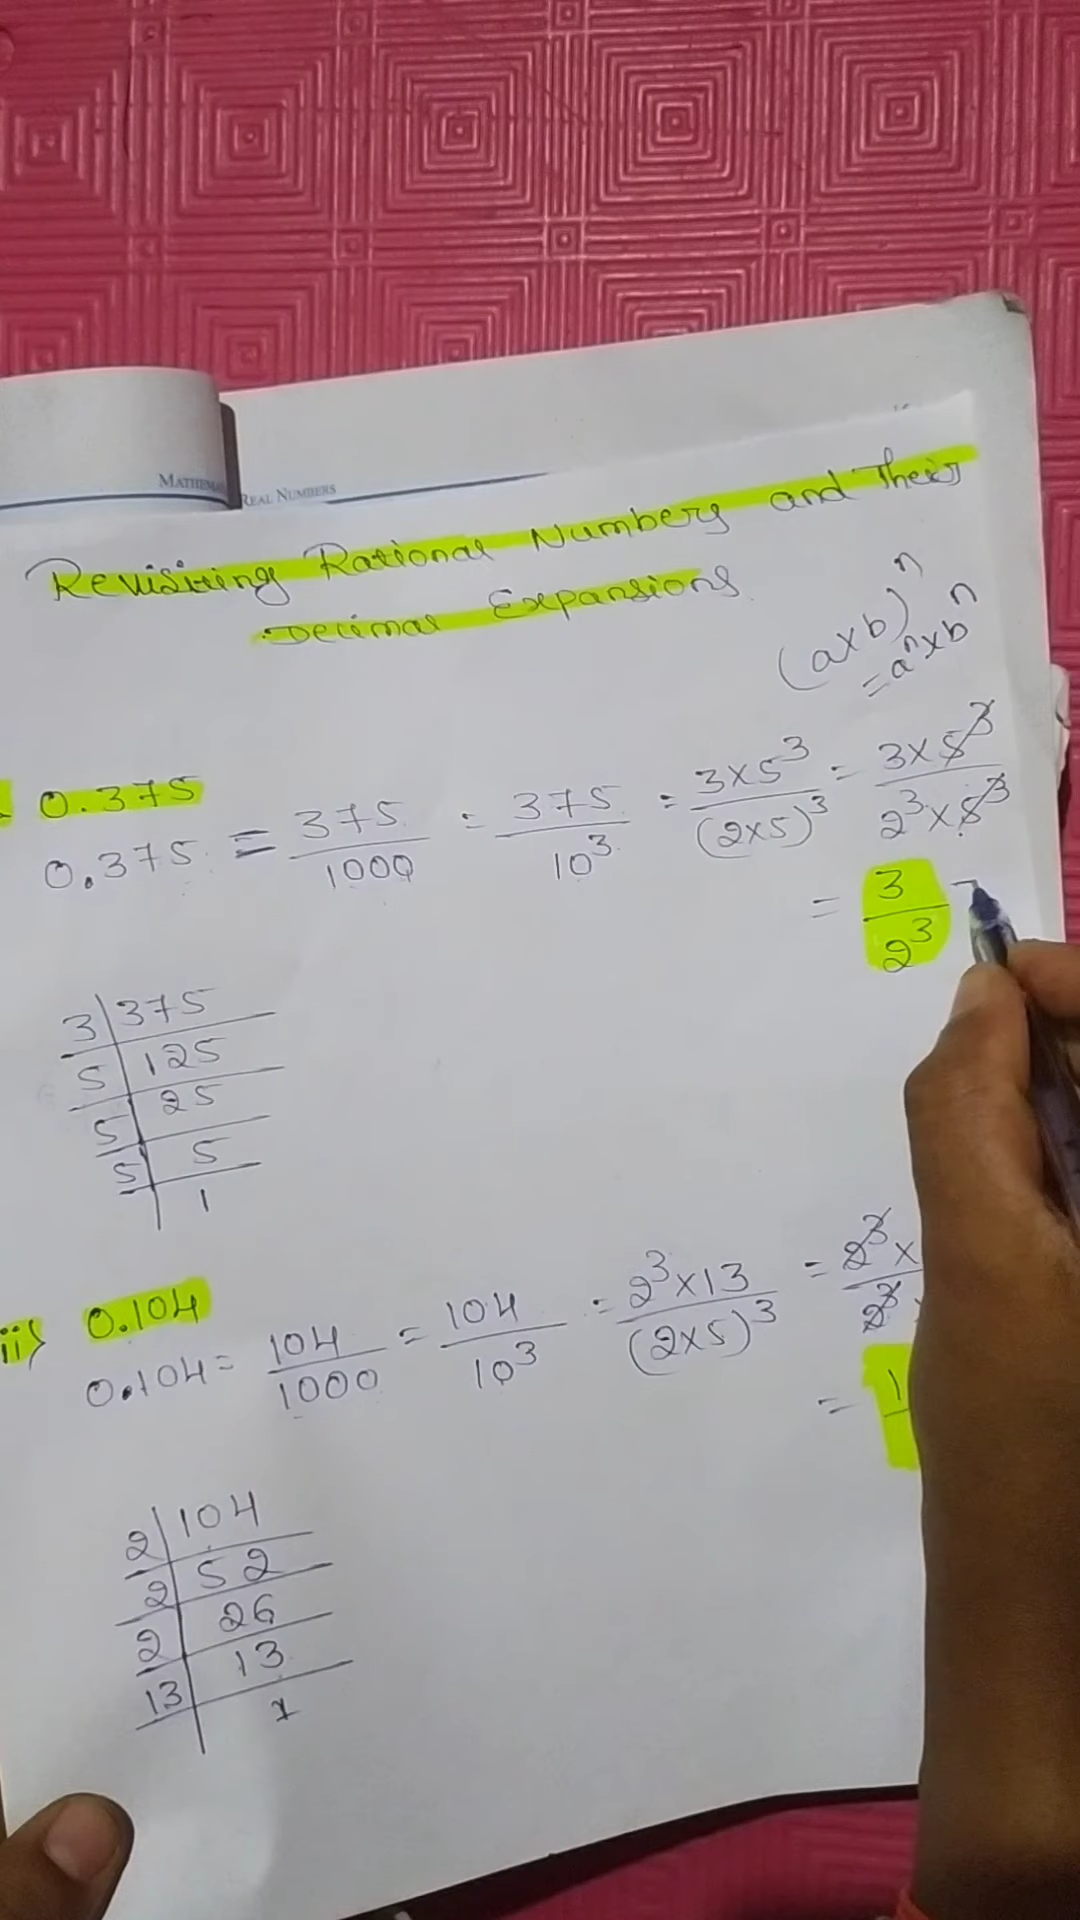 MATHEMA
REAL NUMBERS
Revisiting Rational Numbers and Their
Decimal Expansions
(a×b)ⁿ
= aⁿ×bⁿ
0.375
0.375 = 375/1000 = 375/10³ = 3×5³/(2×5)³ = 3×5³/2³×5³
= 3/2³
3 | 375
5 | 125
5 | 25
5 | 5
1
ii) 0.104
0.104 = 104/1000 = 104/10³ = 2³×13/(2×5)³ = 2³×/2³
= 1
2 | 104
2 | 52
2 | 26
13 | 13
1